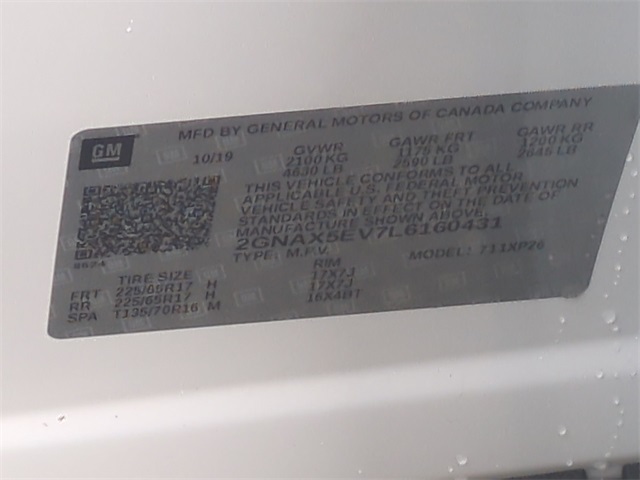 GM
MFD BY GENERAL MOTORS OF CANADA COMPANY
10/19 GVWR GAWR FRT GAWR RR
2100 KG 1175 KG 1200 KG
4630 LB 2590 LB 2645 LB
THIS VEHICLE CONFORMS TO ALL
APPLICABLE U.S. FEDERAL MOTOR
VEHICLE SAFETY AND THEFT PREVENTION
STANDARDS IN EFFECT ON THE DATE OF
MANUFACTURE SHOWN ABOVE.
2GNAX5EV7L6160431
TYPE: M.P.V. MODEL: 711XP26
TIRE SIZE RIM
FRT 225/65R17 H 17X7J
RR 225/65R17 H 17X7J
SPA T135/70R16 M 16X4BT